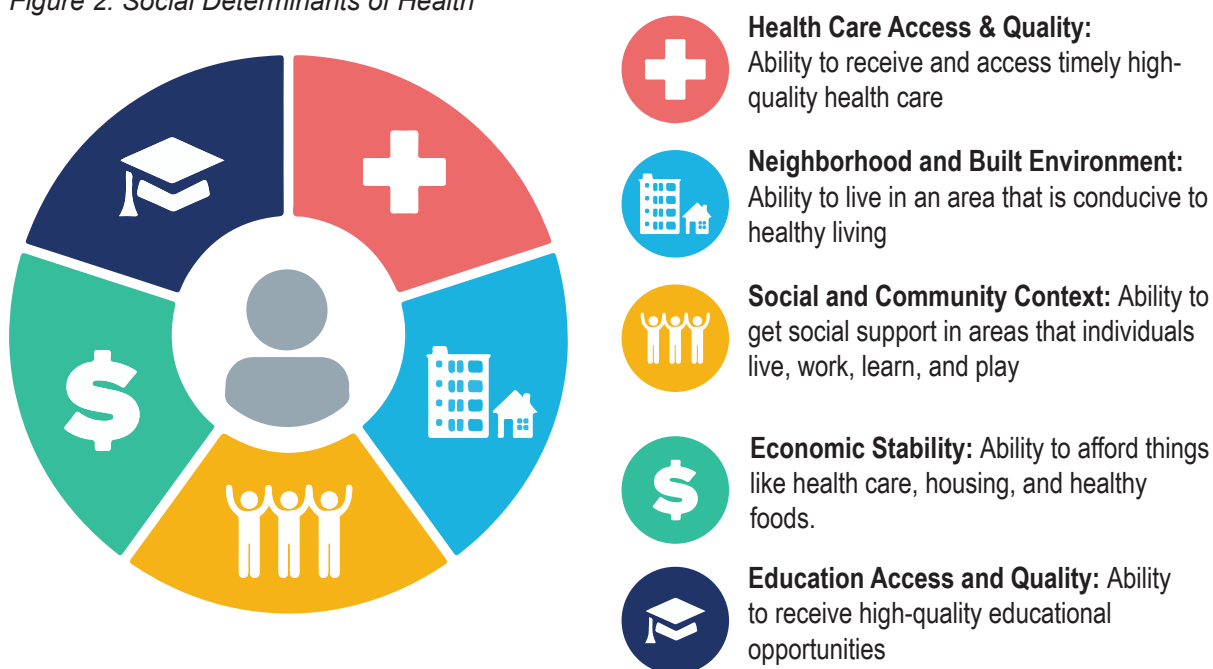 Figure 2. Social Determinants of Health
Health Care Access & Quality:
Ability to receive and access timely high-
quality health care
Neighborhood and Built Environment:
Ability to live in an area that is conducive to
healthy living
Social and Community Context: Ability to
get social support in areas that individuals
live, work, learn, and play
Economic Stability: Ability to afford things
like health care, housing, and healthy
foods.
Education Access and Quality: Ability
to receive high-quality educational
opportunities